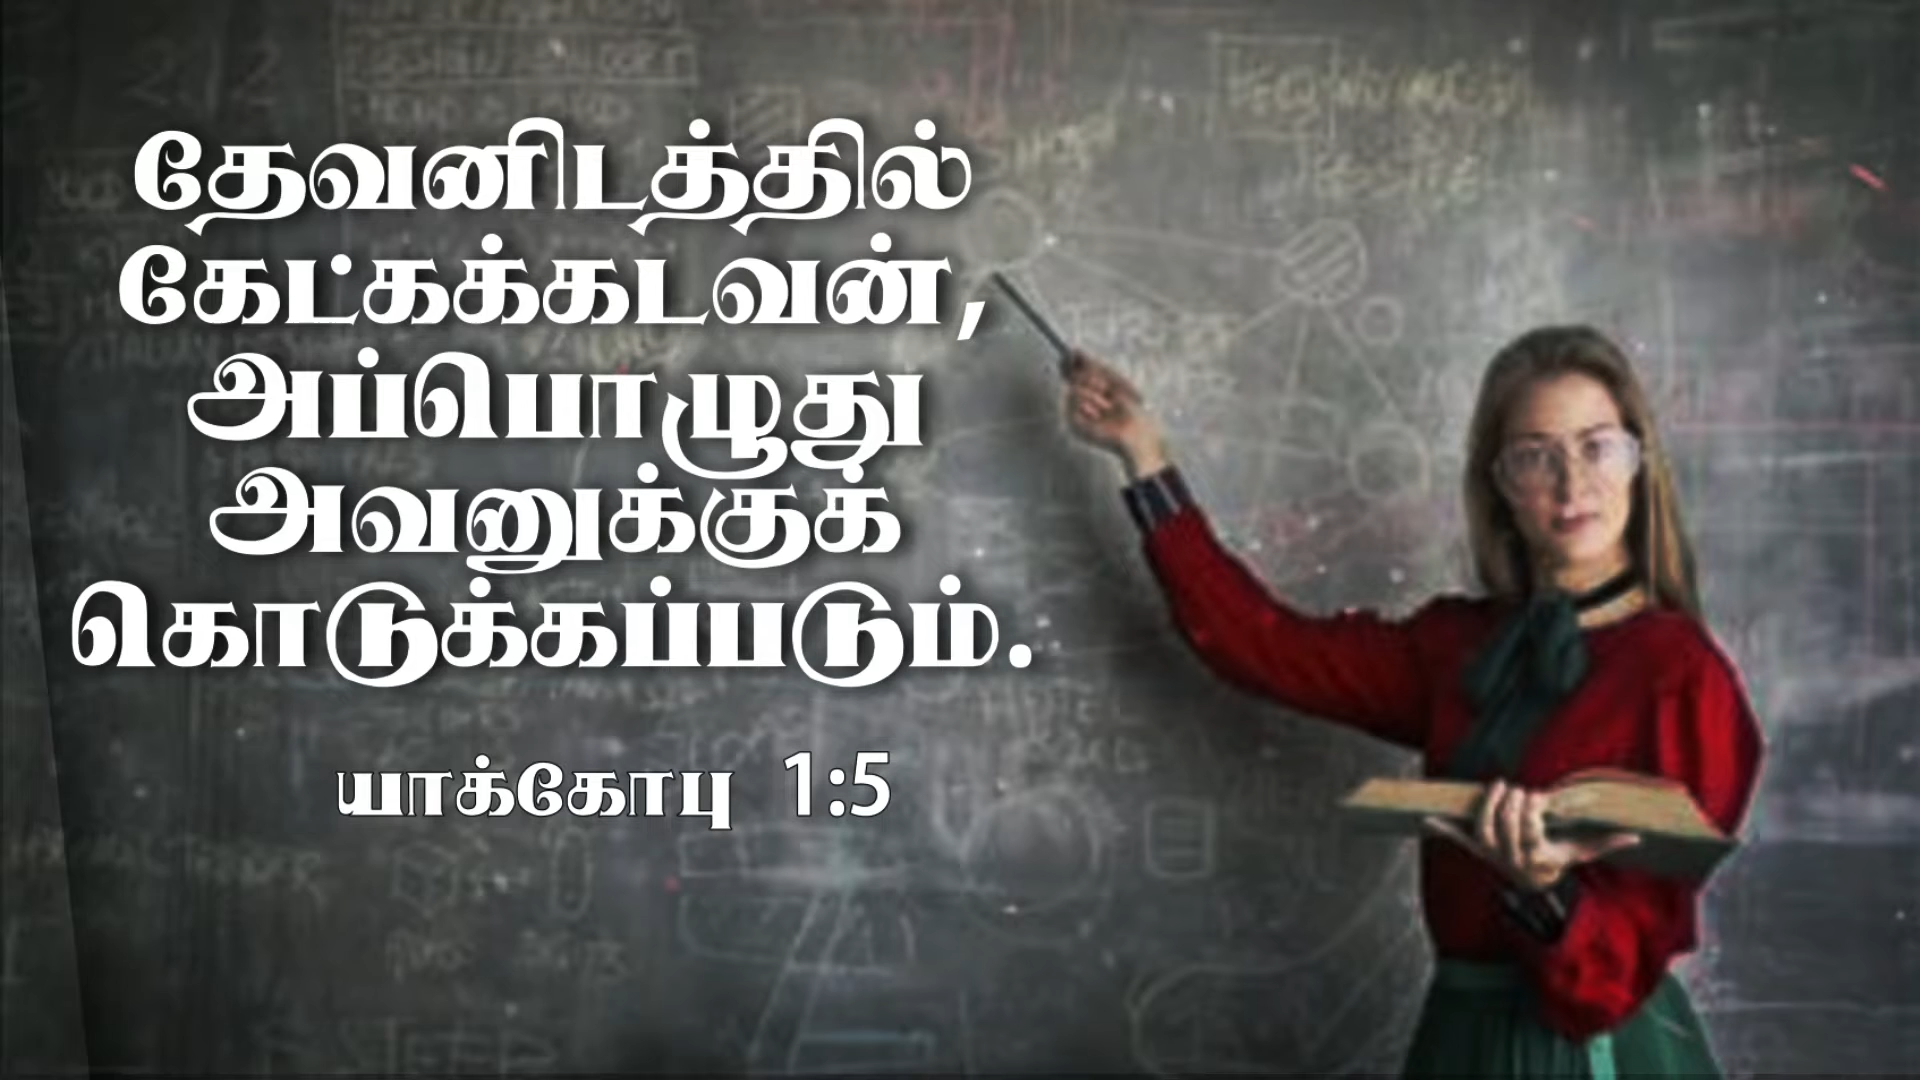 தேவனிடத்தில்
கேட்கக்கடவன்,
அப்பொழுது
அவனுக்குக்
கொடுக்கப்படும்.
யாக்கோபு 1:5